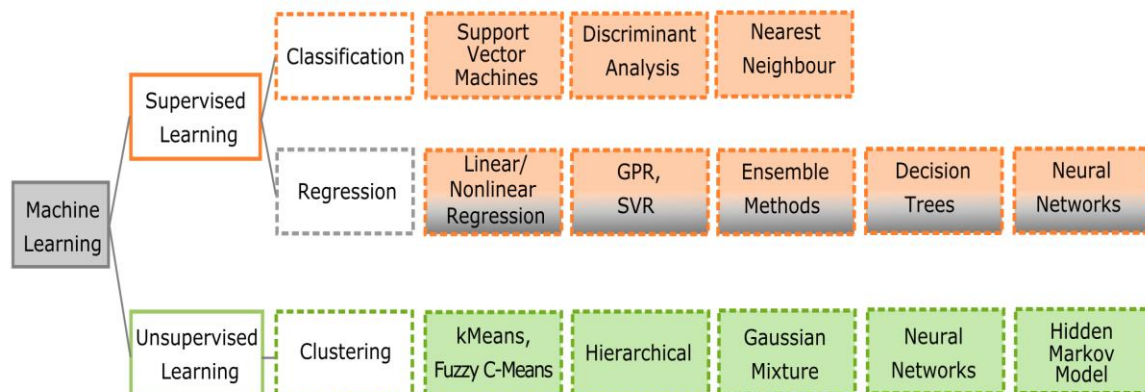 Classification
Support
Vector
Machines
Discriminant
Analysis
Nearest
Neighbour
Supervised
Learning
Regression
Linear/
Nonlinear
Regression
GPR,
SVR
Ensemble
Methods
Decision
Trees
Neural
Networks
Machine
Learning
Unsupervised
Learning
Clustering
kMeans,
Fuzzy C-Means
Hierarchical
Gaussian
Mixture
Neural
Networks
Hidden
Markov
Model